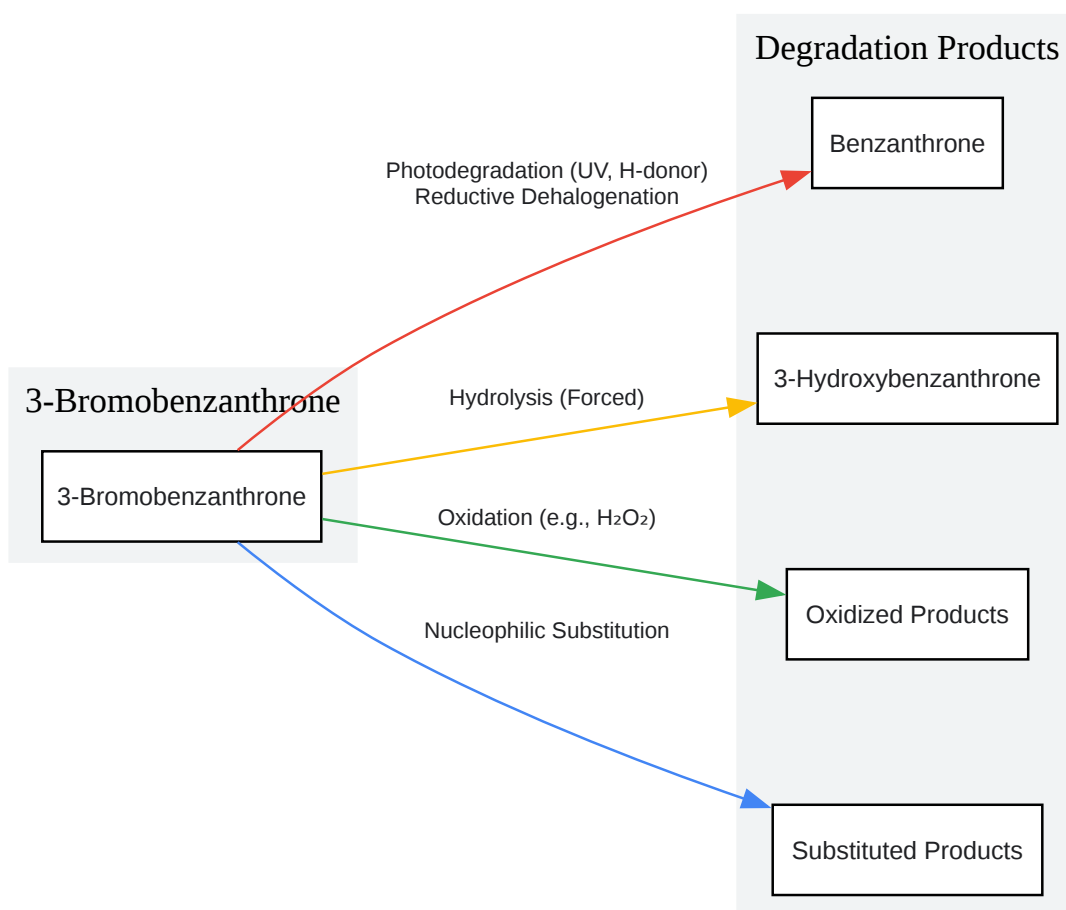 Degradation Products
Benzanthrone
Photodegradation (UV, H-donor)
Reductive Dehalogenation
3-Hydroxybenzanthrone
3-Bromobenzanthrone
Hydrolysis (Forced)
3-Bromobenzanthrone
Oxidation (e.g., H₂O₂)
Oxidized Products
Nucleophilic Substitution
Substituted Products